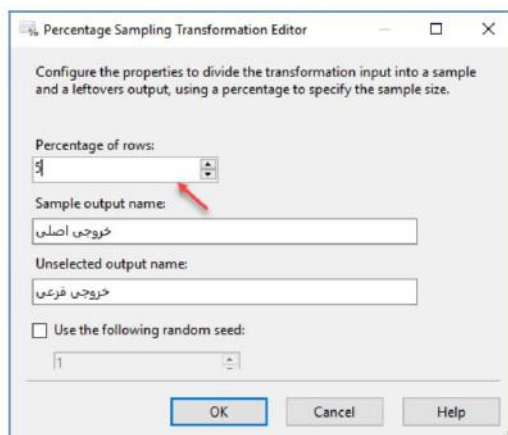 Percentage Sampling Transformation Editor
Configure the properties to divide the transformation input into a sample
and a leftovers output, using a percentage to specify the sample size.
Percentage of rows:
5
Sample output name:
خروجی اصلی
Unselected output name:
خروجی فرعی
Use the following random seed:
1
OK
Cancel
Help